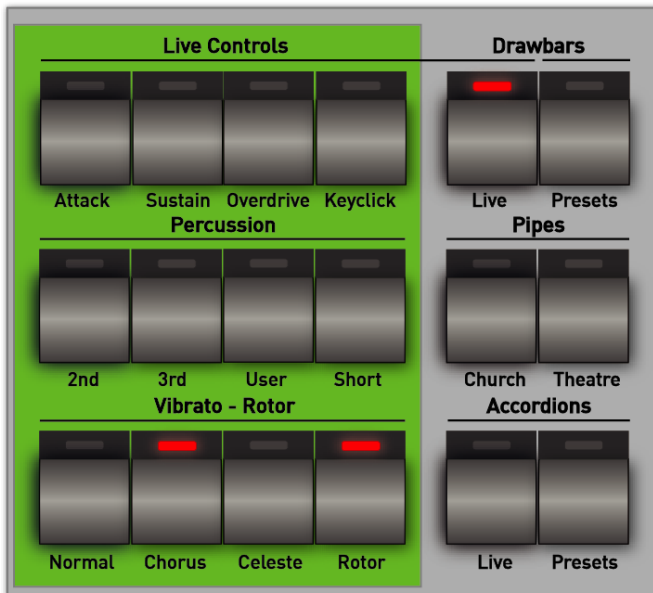 Live Controls Drawbars
Attack Sustain Overdrive Keyclick Live Presets
Percussion Pipes
2nd 3rd User Short Church Theatre
Vibrato - Rotor Accordions
Normal Chorus Celeste Rotor Live Presets